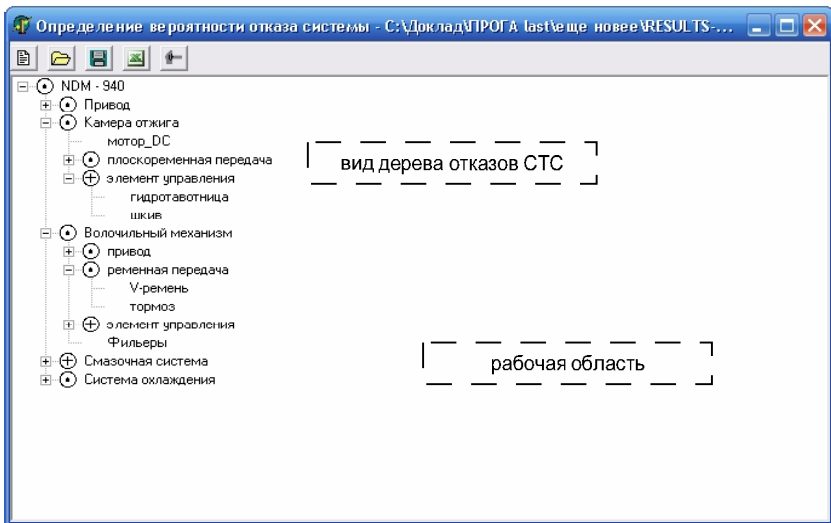 Определение вероятности отказа системы - C:\Доклад\ПРОГА last\еще новее\RESULTS-...
NDM - 940
Привод
Камера отжига
мотор_DC
плоскоременная передача
элемент управления
гидротавотница
шкив
Волочильный механизм
привод
ременная передача
V-ремень
тормоз
элемент управления
Фильеры
Смазочная система
Система охлаждения
вид дерева отказов СТС
рабочая область